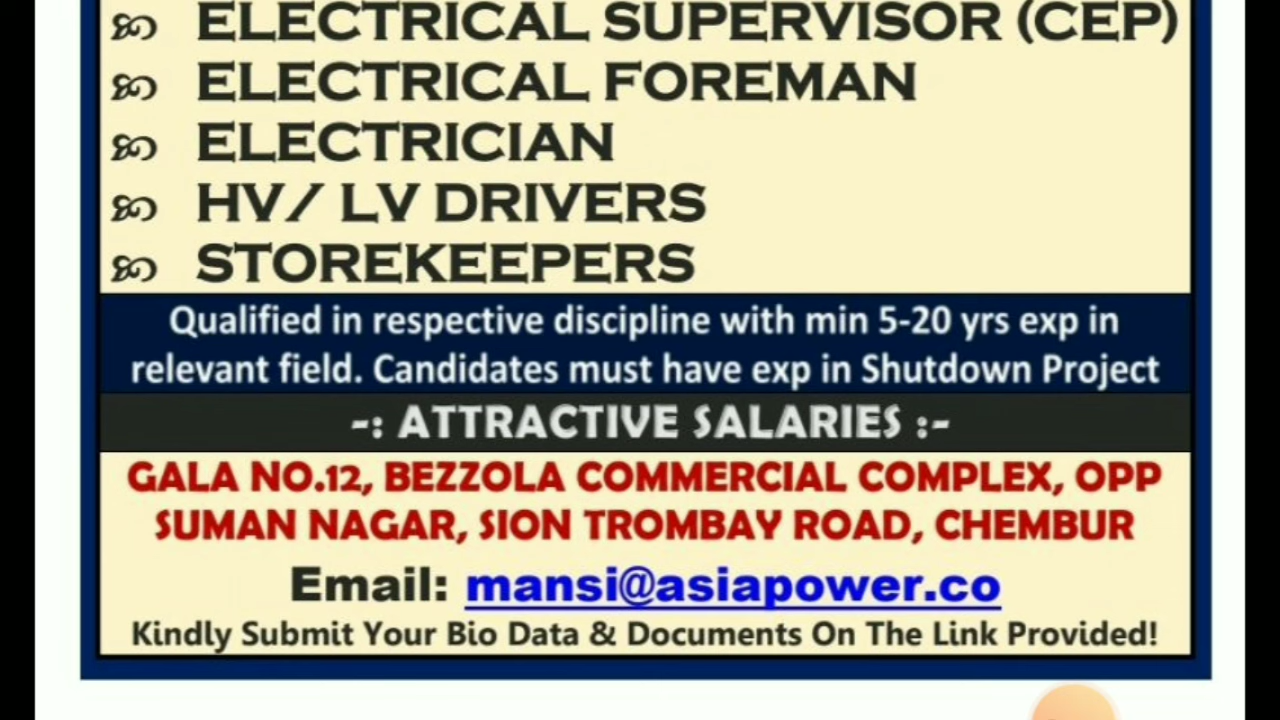 ELECTRICAL SUPERVISOR (CEP)
ELECTRICAL FOREMAN
ELECTRICIAN
HV/ LV DRIVERS
STOREKEEPERS
Qualified in respective discipline with min 5-20 yrs exp in
relevant field. Candidates must have exp in Shutdown Project
-: ATTRACTIVE SALARIES :-
GALA NO.12, BEZZOLA COMMERCIAL COMPLEX, OPP
SUMAN NAGAR, SION TROMBAY ROAD, CHEMBUR
Email: mansi@asiapower.co
Kindly Submit Your Bio Data & Documents On The Link Provided!